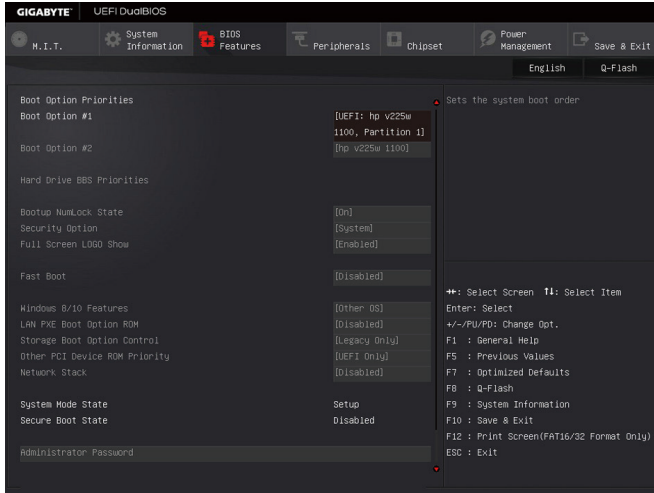 GIGABYTE™ UEFI DualBIOS
M.I.T.
System Information
BIOS Features
Peripherals
Chipset
Power Management
Save & Exit
English Q-Flash
Boot Option Priorities
Boot Option #1 [UEFI: hp v225w 1100, Partition 1]
Boot Option #2 [hp v225w 1100]
Hard Drive BBS Priorities
Bootup NumLock State [On]
Security Option [System]
Full Screen LOGO Show [Enabled]
Fast Boot [Disabled]
Windows 8/10 Features [Other OS]
LAN PXE Boot Option ROM [Disabled]
Storage Boot Option Control [Legacy Only]
Other PCI Device ROM Priority [UEFI Only]
Network Stack [Disabled]
System Mode State Setup
Secure Boot State Disabled
Administrator Password
Sets the system boot order
→←: Select Screen ↑↓: Select Item
Enter: Select
+/-/PU/PD: Change Opt.
F1 : General Help
F5 : Previous Values
F7 : Optimized Defaults
F8 : Q-Flash
F9 : System Information
F10 : Save & Exit
F12 : Print Screen(FAT16/32 Format Only)
ESC : Exit